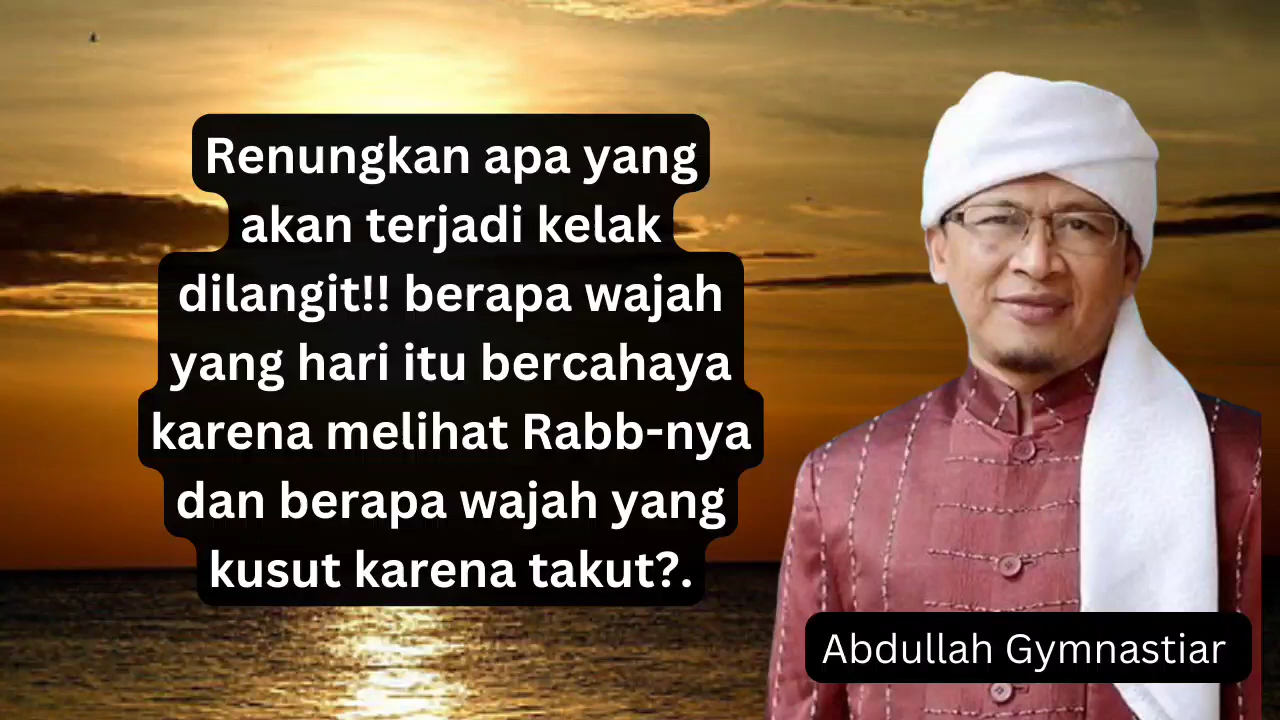 Renungkan apa yang
akan terjadi kelak
dilangit!! berapa wajah
yang hari itu bercahaya
karena melihat Rabb-nya
dan berapa wajah yang
kusut karena takut?.
Abdullah Gymnastiar